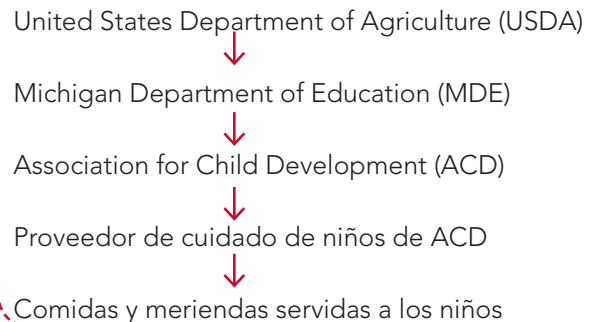 United States Department of Agriculture (USDA)
Michigan Department of Education (MDE)
Association for Child Development (ACD)
Proveedor de cuidado de niños de ACD
Comidas y meriendas servidas a los niños